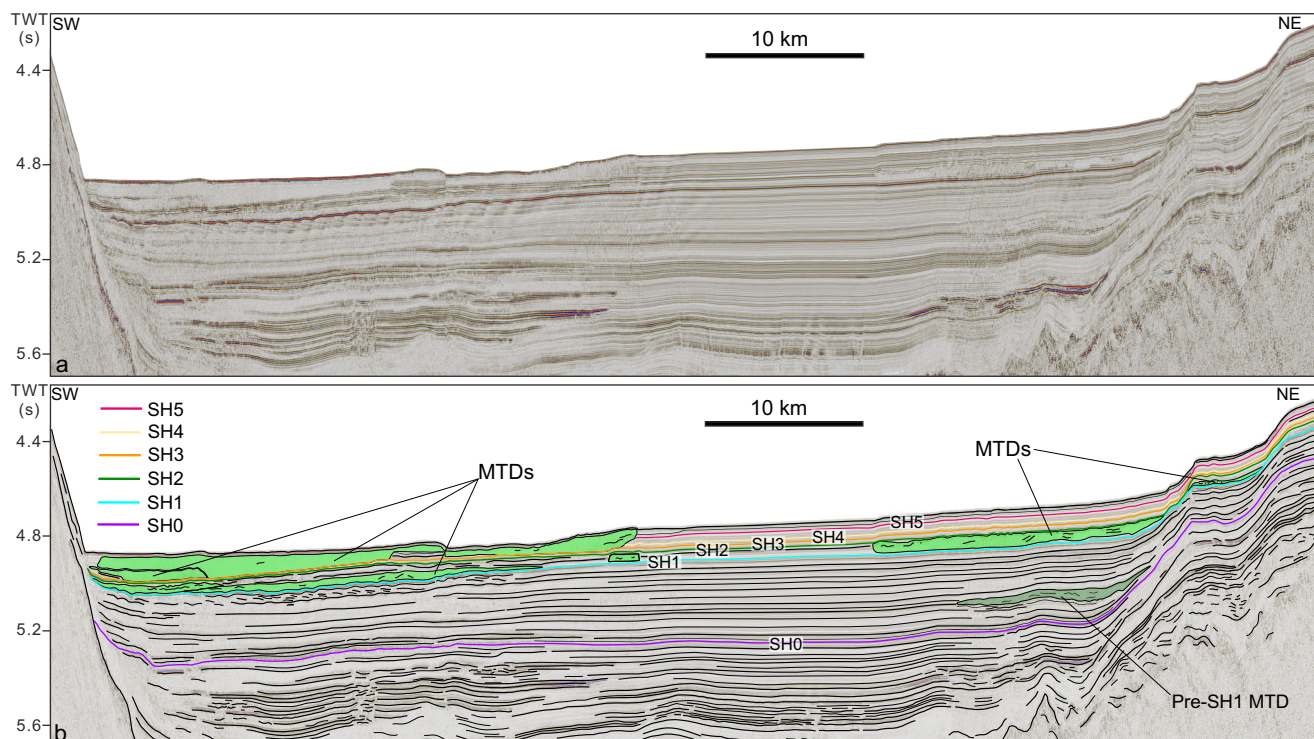 TWT
(s)
SW
NE
10 km
4.4
4.8
5.2
5.6
a
TWT
(s)
SW
NE
10 km
SH5
SH4
SH3
SH2
SH1
SH0
MTDs
MTDs
4.4
4.8
5.2
5.6
SH5
SH4
SH3
SH2
SH1
SH0
Pre-SH1 MTD
b